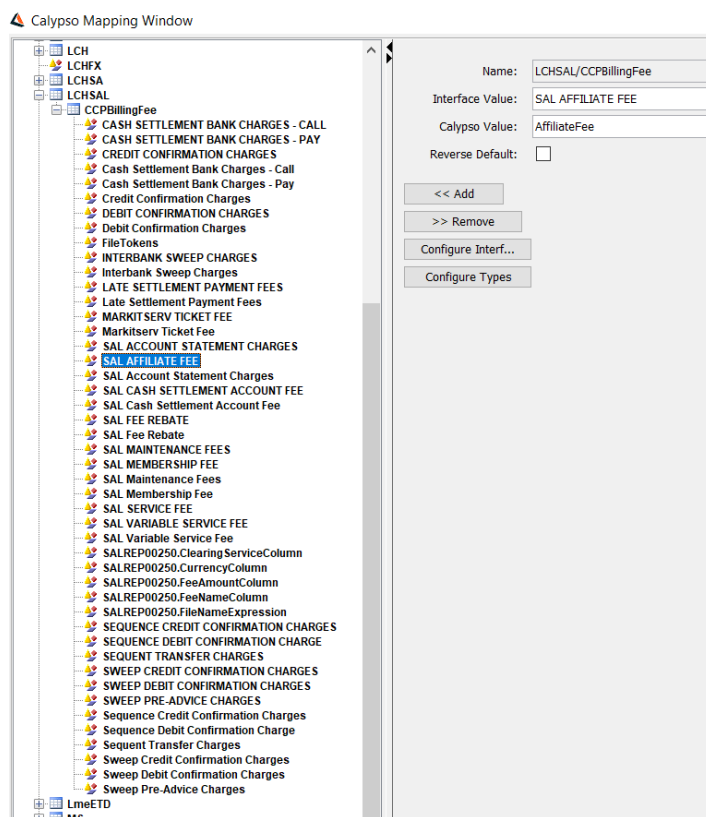 Calypso Mapping Window
LCH
LCHFX
LCHSA
LCHSAL
CCPBillingFee
CASH SETTLEMENT BANK CHARGES - CALL
CASH SETTLEMENT BANK CHARGES - PAY
CREDIT CONFIRMATION CHARGES
Cash Settlement Bank Charges - Call
Cash Settlement Bank Charges - Pay
Credit Confirmation Charges
DEBIT CONFIRMATION CHARGES
Debit Confirmation Charges
FileTokens
INTERBANK SWEEP CHARGES
Interbank Sweep Charges
LATE SETTLEMENT PAYMENT FEES
Late Settlement Payment Fees
MARKITSERV TICKET FEE
Markitserv Ticket Fee
SAL ACCOUNT STATEMENT CHARGES
SAL AFFILIATE FEE
SAL Account Statement Charges
SAL CASH SETTLEMENT ACCOUNT FEE
SAL Cash Settlement Account Fee
SAL FEE REBATE
SAL Fee Rebate
SAL MAINTENANCE FEES
SAL MEMBERSHIP FEE
SAL Maintenance Fees
SAL Membership Fee
SAL SERVICE FEE
SAL VARIABLE SERVICE FEE
SAL Variable Service Fee
SALREP00250.ClearingServiceColumn
SALREP00250.CurrencyColumn
SALREP00250.FeeAmountColumn
SALREP00250.FeeNameColumn
SALREP00250.FileNameExpression
SEQUENCE CREDIT CONFIRMATION CHARGES
SEQUENCE DEBIT CONFIRMATION CHARGE
SEQUENT TRANSFER CHARGES
SWEEP CREDIT CONFIRMATION CHARGES
SWEEP DEBIT CONFIRMATION CHARGES
SWEEP PRE-ADVICE CHARGES
Sequence Credit Confirmation Charges
Sequence Debit Confirmation Charge
Sequent Transfer Charges
Sweep Credit Confirmation Charges
Sweep Debit Confirmation Charges
Sweep Pre-Advice Charges
LmeETD
Name: LCHSAL/CCPBillingFee
Interface Value: SAL AFFILIATE FEE
Calypso Value: AffiliateFee
Reverse Default:
<< Add
>> Remove
Configure Interf...
Configure Types